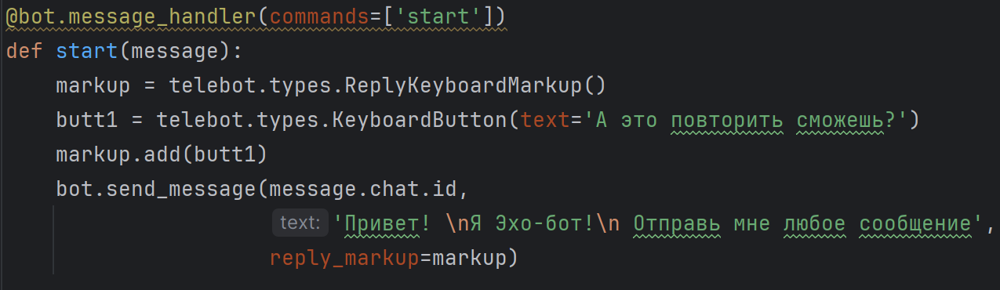 @bot.message_handler(commands=['start'])
def start(message):
    markup = telebot.types.ReplyKeyboardMarkup()
    butt1 = telebot.types.KeyboardButton(text='А это повторить сможешь?')
    markup.add(butt1)
    bot.send_message(message.chat.id,
                     text: 'Привет! \nЯ Эхо-бот!\n Отправь мне любое сообщение',
                     reply_markup=markup)